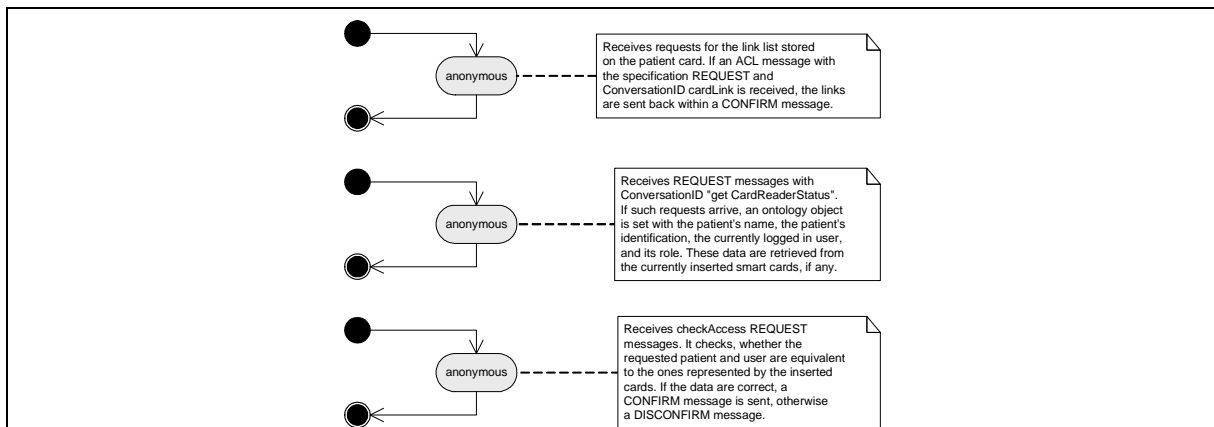 anonymous
Receives requests for the link list stored
on the patient card. If an ACL message with
the specification REQUEST and
ConversationID cardLink is received, the links
are sent back within a CONFIRM message.
anonymous
Receives REQUEST messages with
ConversationID "get CardReaderStatus".
If such requests arrive, an ontology object
is set with the patient's name, the patient's
identification, the currently logged in user,
and its role. These data are retrieved from
the currently inserted smart cards, if any.
anonymous
Receives checkAccess REQUEST
messages. It checks, whether the
requested patient and user are equivalent
to the ones represented by the inserted
cards. If the data are correct, a
CONFIRM message is sent, otherwise
a DISCONFIRM message.